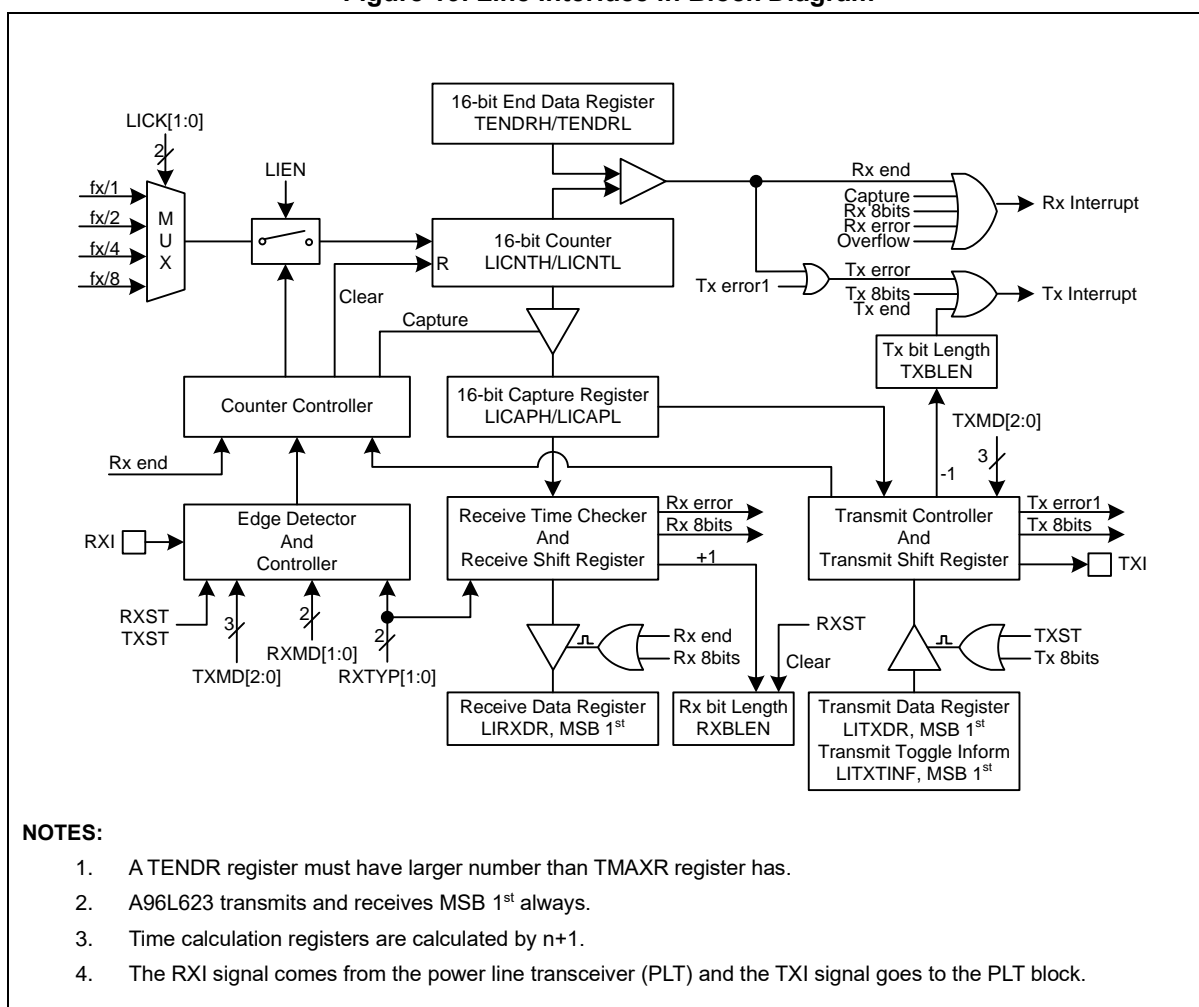 16-bit End Data Register
TENDRH/TENDRL
LICK[1:0]
2
LIEN
fx/1
fx/2
fx/4
fx/8
M
U
X
16-bit Counter
LICNTH/LICNTL
R
Clear
Capture
Rx end
Capture
Rx 8bits
Rx error
Overflow
Rx Interrupt
Tx error1
Tx error
Tx 8bits
Tx end
Tx Interrupt
Tx bit Length
TXBLEN
Counter Controller
16-bit Capture Register
LICAPH/LICAPL
TXMD[2:0]
3
-1
Rx end
Edge Detector
And
Controller
RXI
Receive Time Checker
And
Receive Shift Register
Rx error
Rx 8bits
+1
Transmit Controller
And
Transmit Shift Register
Tx error1
Tx 8bits
TXI
RXST
TXST
3
TXMD[2:0]
2
RXMD[1:0]
2
RXTYP[1:0]
Rx end
Rx 8bits
RXST
Clear
TXST
Tx 8bits
Receive Data Register
LIRXDR, MSB 1st
Rx bit Length
RXBLEN
Transmit Data Register
LITXDR, MSB 1st
Transmit Toggle Inform
LITXTINF, MSB 1st
NOTES:
1. A TENDR register must have larger number than TMAXR register has.
2. A96L623 transmits and receives MSB 1st always.
3. Time calculation registers are calculated by n+1.
4. The RXI signal comes from the power line transceiver (PLT) and the TXI signal goes to the PLT block.